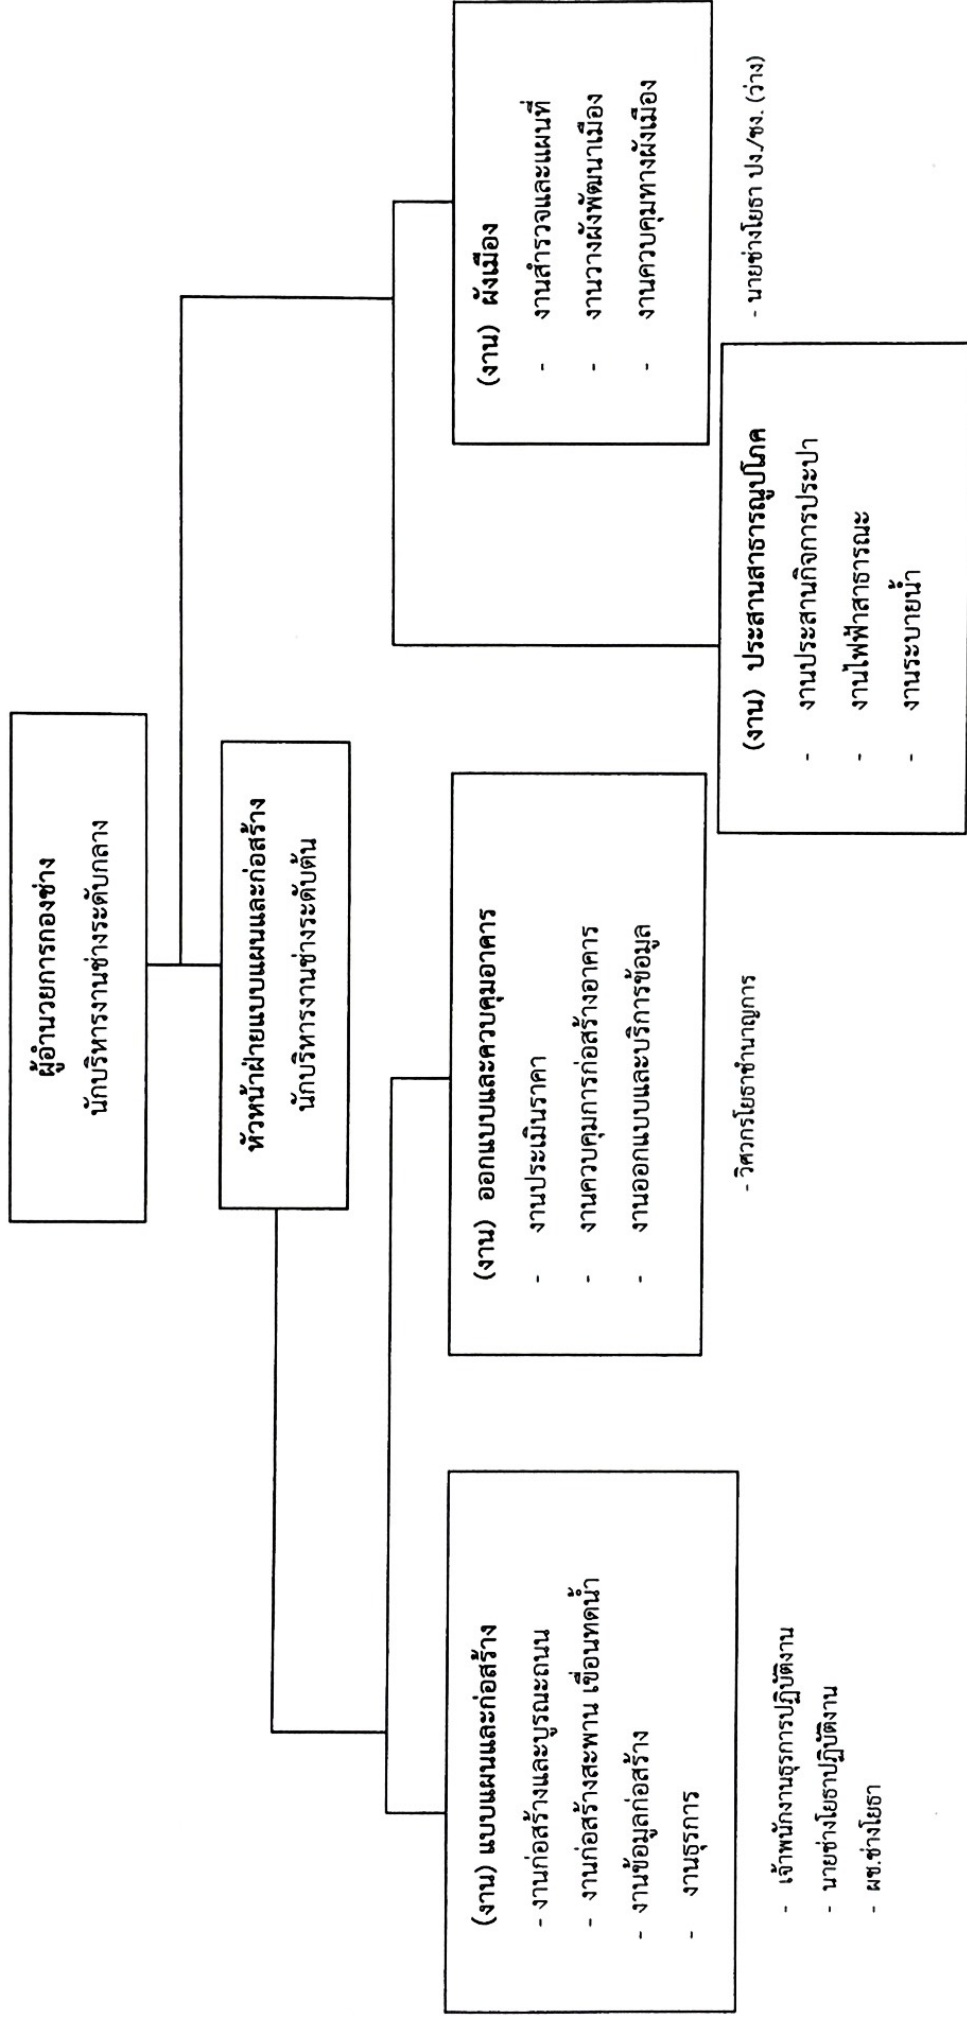 ผู้อำนวยการกองช่าง
นักบริหารงานช่างระดับกลาง
หัวหน้าฝ่ายแบบแผนและก่อสร้าง
นักบริหารงานช่างระดับต้น
(งาน) แบบแผนและก่อสร้าง
- งานก่อสร้างและบูรณะถนน
- งานก่อสร้างสะพาน เขื่อนทดน้ำ
- งานข้อมูลก่อสร้าง
- งานธุรการ
- เจ้าพนักงานธุรการปฏิบัติงาน
- นายช่างโยธาปฏิบัติงาน
- ผช.ช่างโยธา
(งาน) ออกแบบและควบคุมอาคาร
- งานประเมินราคา
- งานควบคุมการก่อสร้างอาคาร
- งานออกแบบและบริการข้อมูล
- วิศวกรโยธาชำนาญการ
(งาน) ประสานสาธารณูปโภค
- งานประสานกิจการประปา
- งานไฟฟ้าสาธารณะ
- งานระบายน้ำ
(งาน) ผังเมือง
- งานสำรวจและแผนที่
- งานวางผังพัฒนาเมือง
- งานควบคุมทางผังเมือง
- นายช่างโยธา ปง./ชง. (ว่าง)